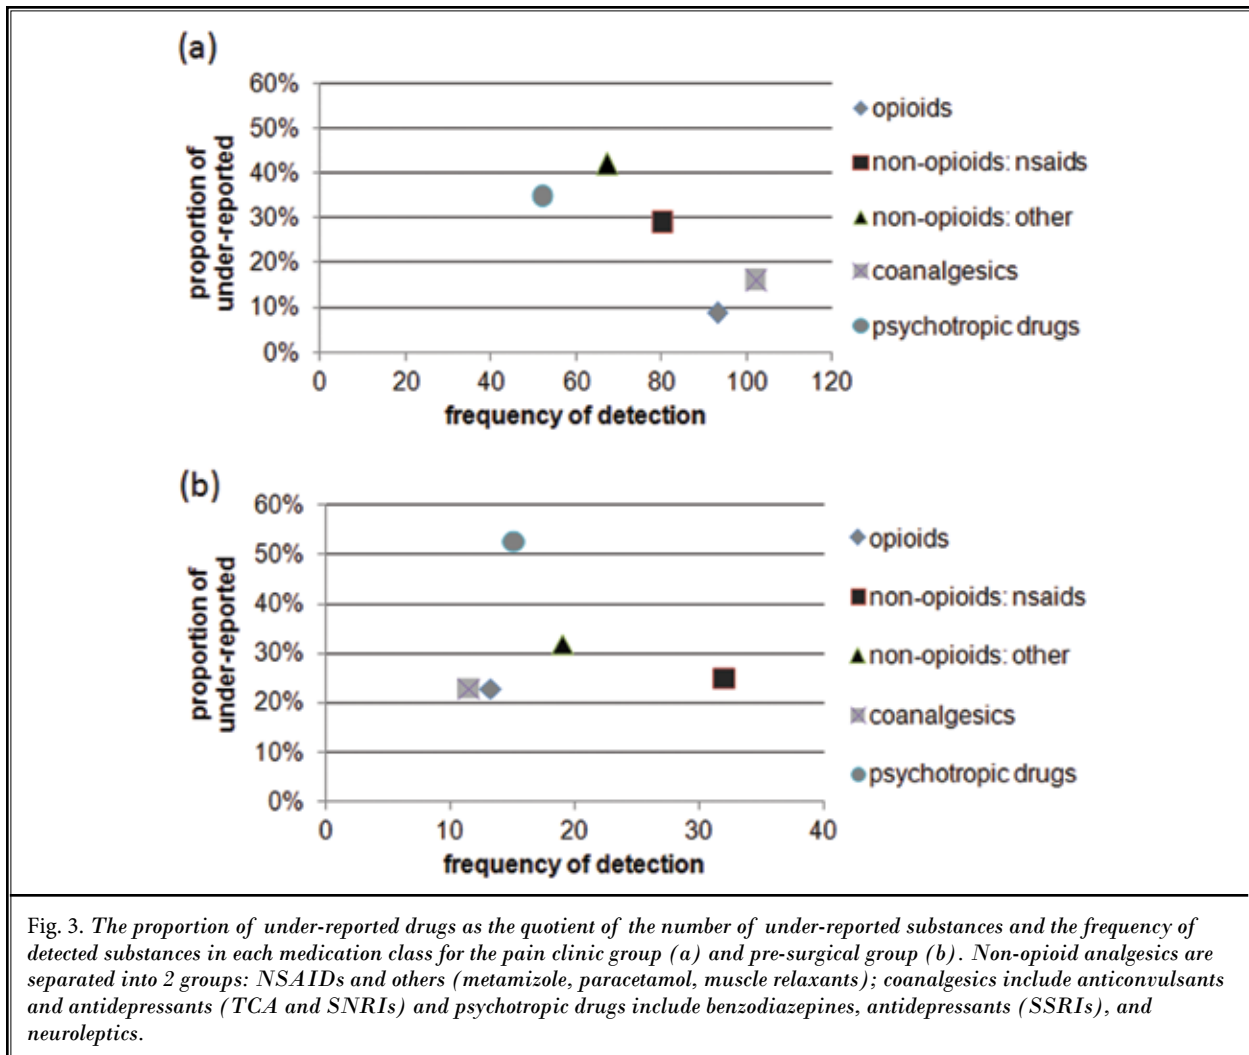 (a)
60%
50%
40%
30%
20%
10%
0%
proportion of
under-reported
0 20 40 60 80 100 120
frequency of detection
opioids
non-opioids: nsaids
non-opioids: other
coanalgesics
psychotropic drugs
(b)
60%
50%
40%
30%
20%
10%
0%
proportion of
under-reported
0 10 20 30 40
frequency of detection
opioids
non-opioids: nsaids
non-opioids: other
coanalgesics
psychotropic drugs
Fig. 3. The proportion of under-reported drugs as the quotient of the number of under-reported substances and the frequency of
detected substances in each medication class for the pain clinic group (a) and pre-surgical group (b). Non-opioid analgesics are
separated into 2 groups: NSAIDs and others (metamizole, paracetamol, muscle relaxants); coanalgesics include anticonvulsants
and antidepressants (TCA and SNRIs) and psychotropic drugs include benzodiazepines, antidepressants (SSRIs), and
neuroleptics.